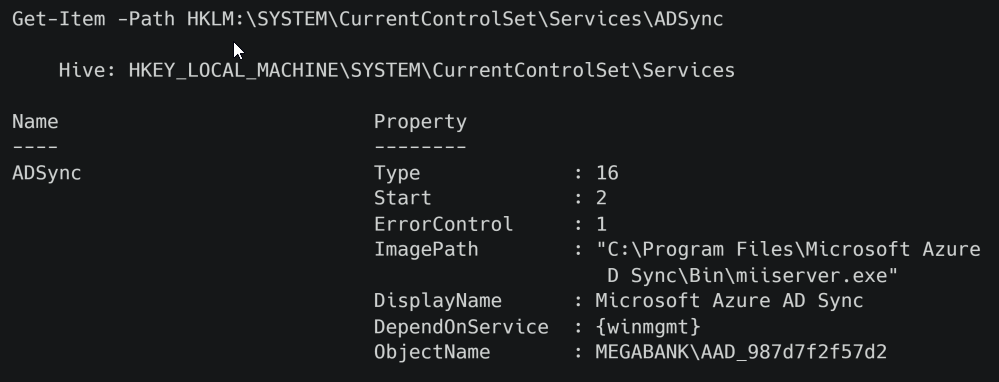 Get-Item -Path HKLM:\SYSTEM\CurrentControlSet\Services\ADSync
Hive: HKEY_LOCAL_MACHINE\SYSTEM\CurrentControlSet\Services
Name Property
---- --------
ADSync Type : 16
Start : 2
ErrorControl : 1
ImagePath : "C:\Program Files\Microsoft Azure
D Sync\Bin\miiserver.exe"
DisplayName : Microsoft Azure AD Sync
DependOnService : {winmgmt}
ObjectName : MEGABANK\AAD_987d7f2f57d2